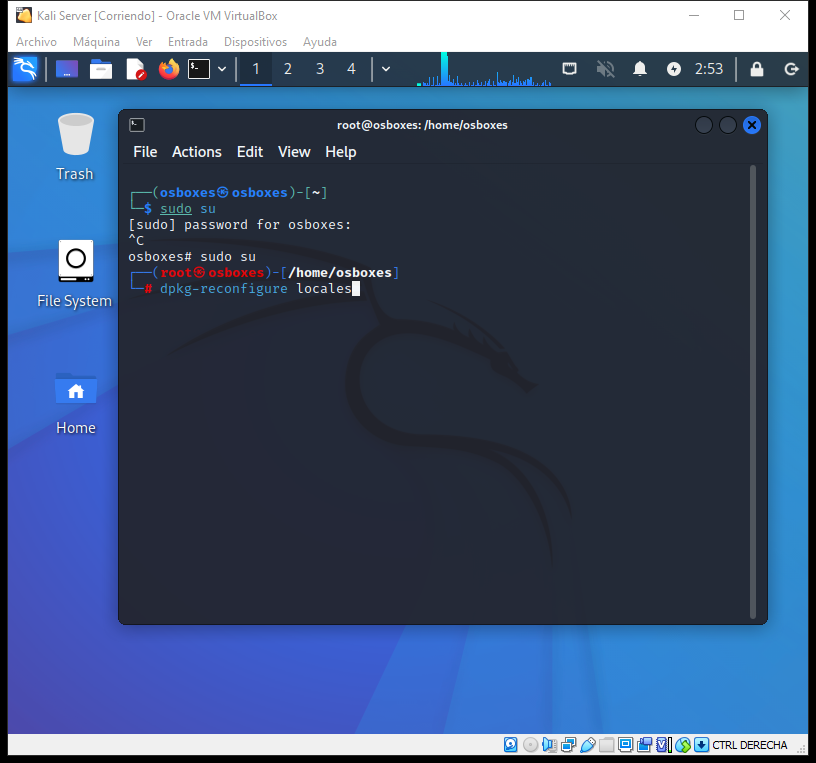 Kali Server [Corriendo] - Oracle VM VirtualBox
Archivo Máquina Ver Entrada Dispositivos Ayuda
1 2 3 4 2:53
Trash
File System
Home
root@osboxes: /home/osboxes
File Actions Edit View Help
┌──(osboxes㉿osboxes)-[~]
└─$ sudo su
[sudo] password for osboxes:
^C
osboxes# sudo su
┌──(root㉿osboxes)-[/home/osboxes]
└─# dpkg-reconfigure locales
CTRL DERECHA